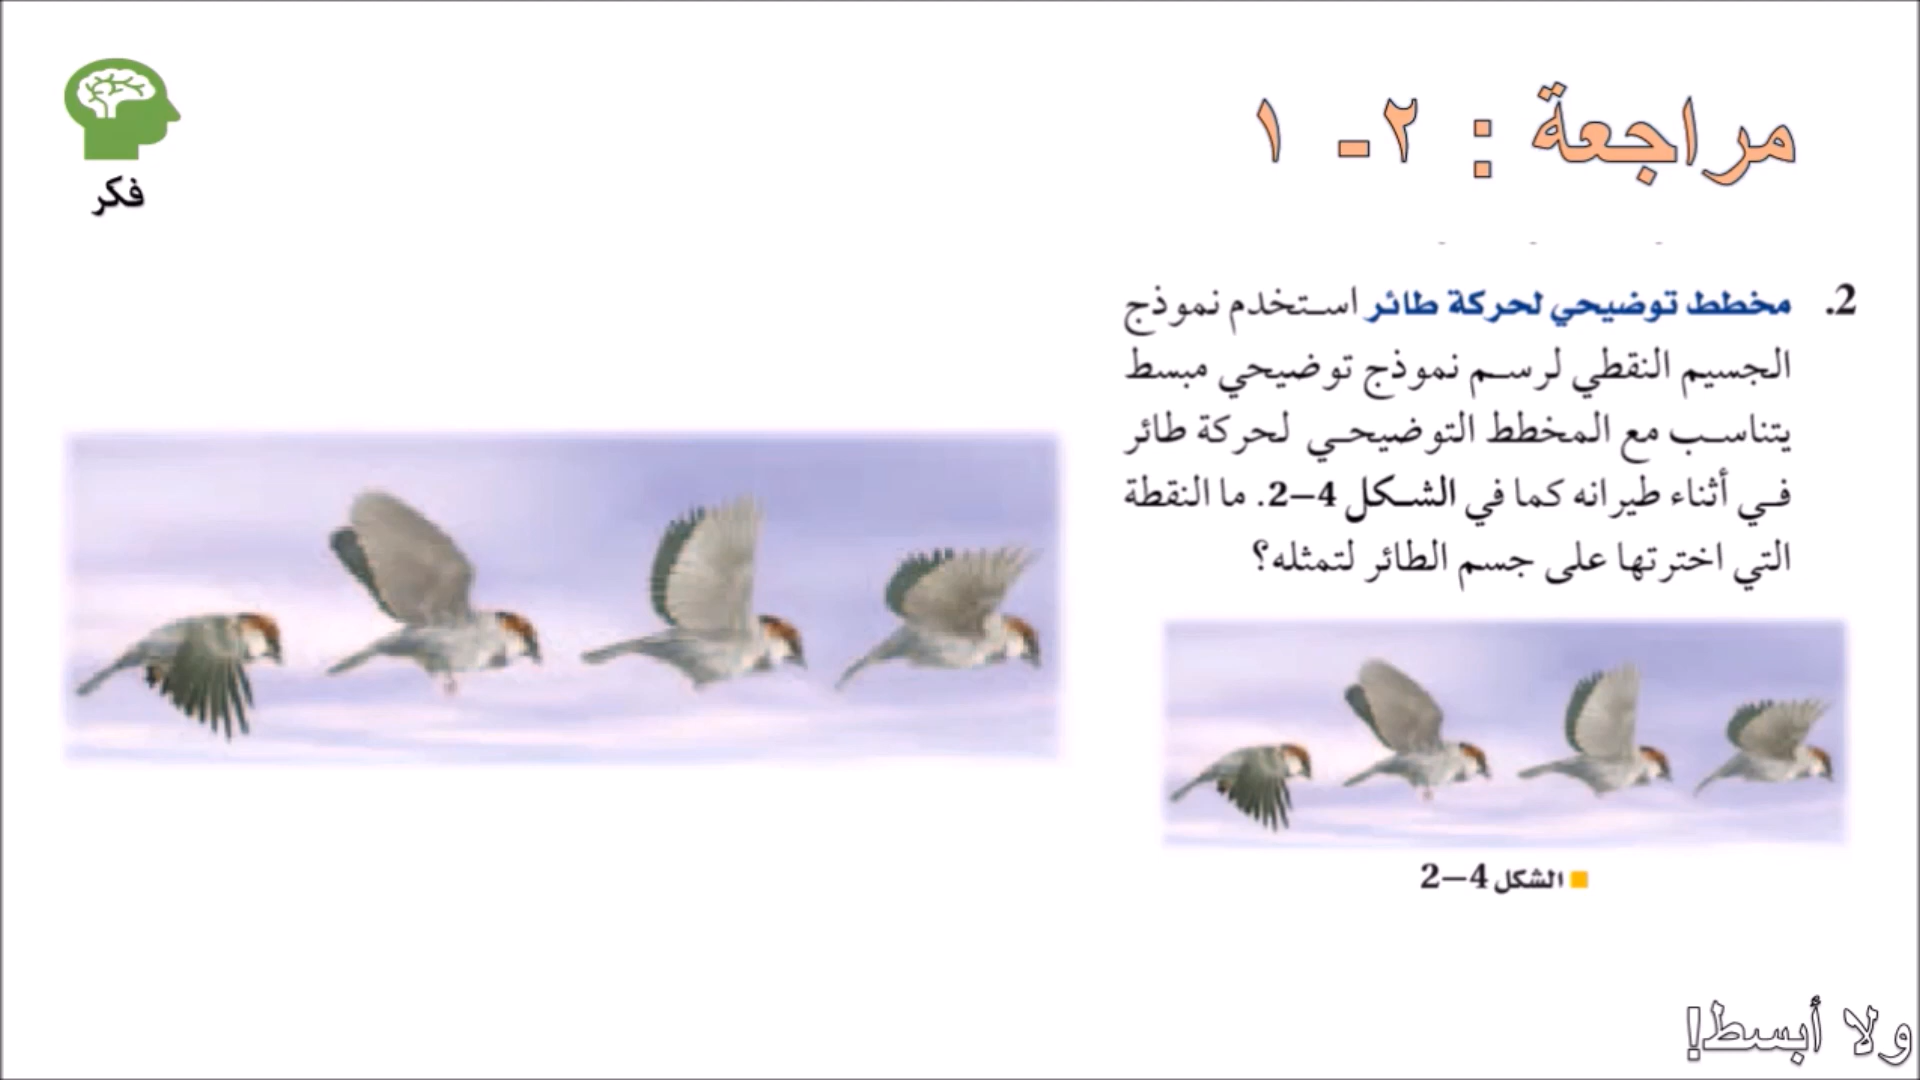 مراجعة : ٢- ١
فكر
2. مخطط توضيحي لحركة طائر استخدم نموذج
الجسيم النقطي لرسم نموذج توضيحي مبسط
يتناسب مع المخطط التوضيحي لحركة طائر
في أثناء طيرانه كما في الشكل 4–2. ما النقطة
التي اخترتها على جسم الطائر لتمثله؟
الشكل 4–2
ولا أبسط!